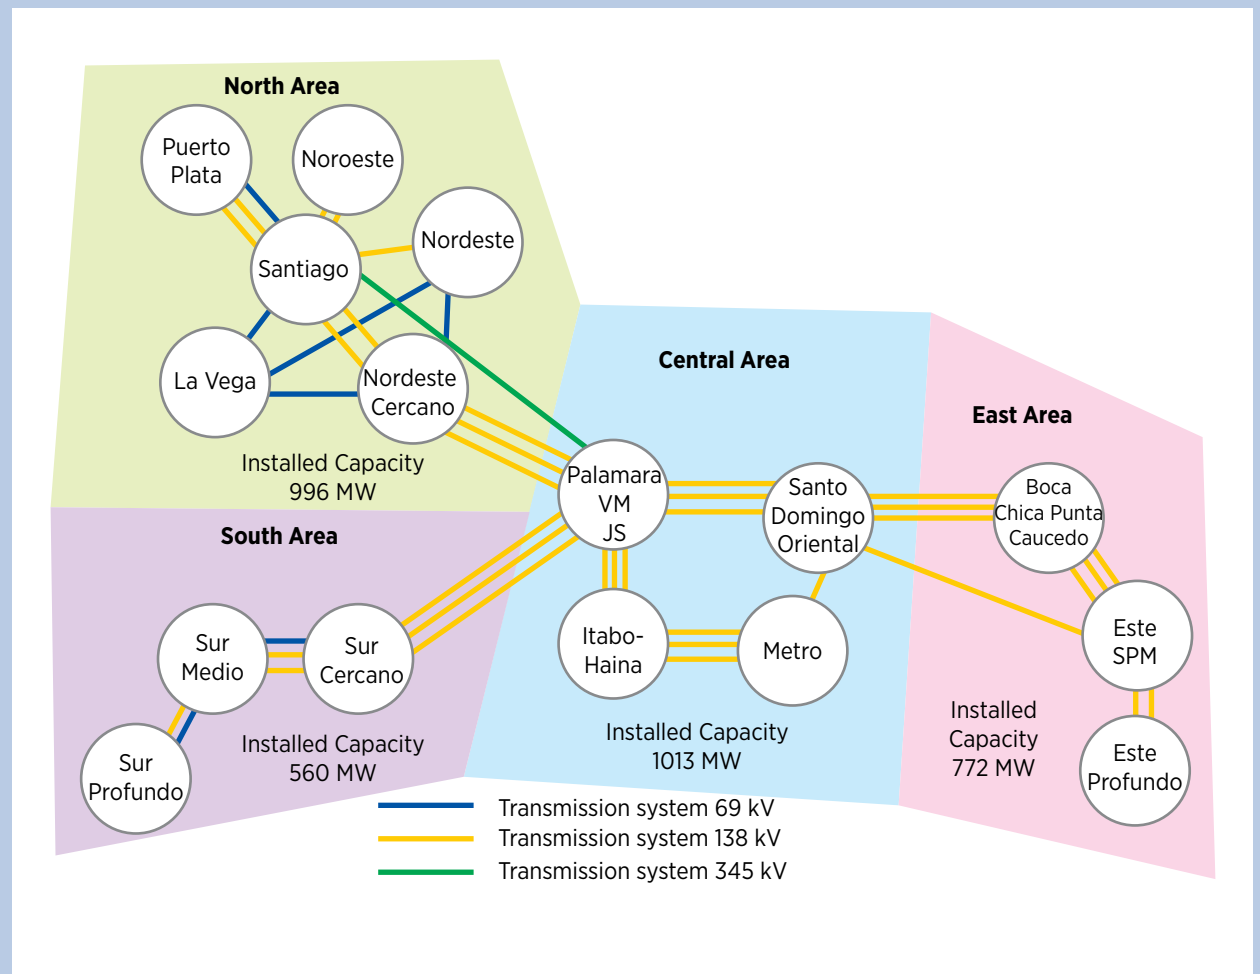 North Area
Puerto
Plata
Noroeste
Nordeste
Santiago
La Vega
Nordeste
Cercano
Installed Capacity
996 MW
Central Area
Palamara
VM
JS
Santo
Domingo
Oriental
Itabo-
Haina
Metro
Installed Capacity
1013 MW
East Area
Boca
Chica Punta
Caucedo
Este
SPM
Este
Profundo
Installed
Capacity
772 MW
South Area
Sur
Medio
Sur
Cercano
Sur
Profundo
Installed Capacity
560 MW
Transmission system 69 kV
Transmission system 138 kV
Transmission system 345 kV